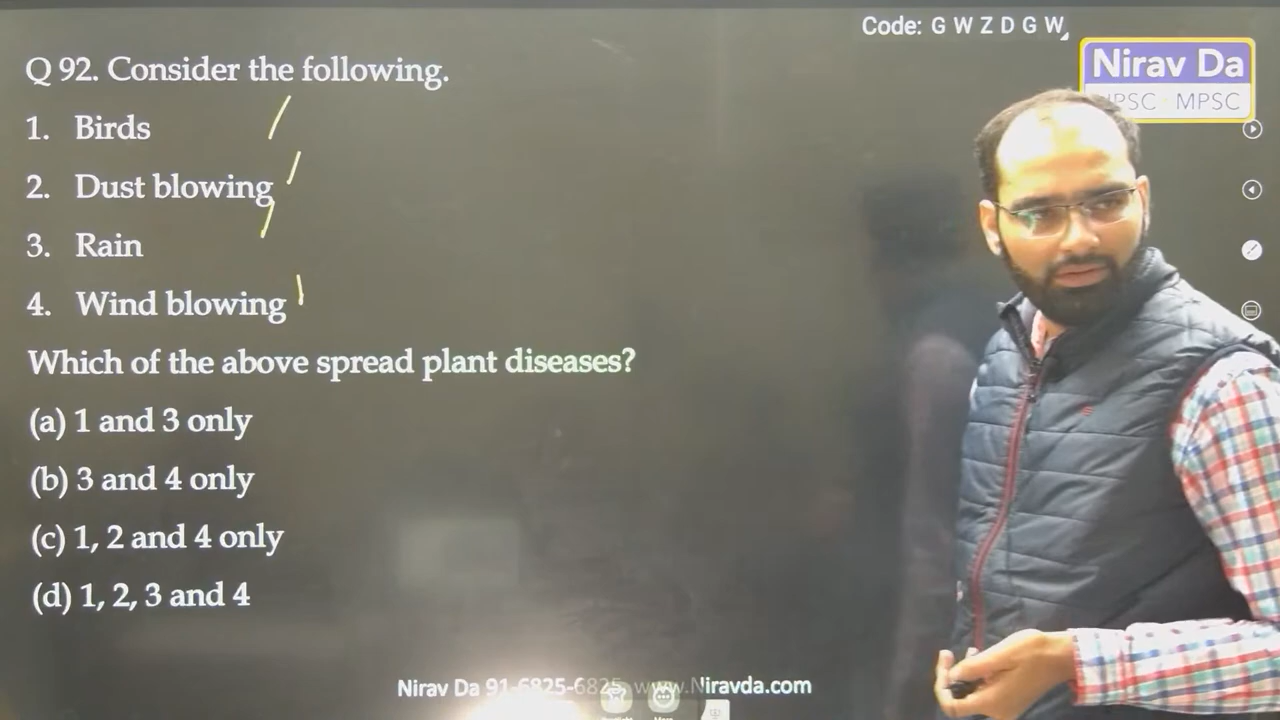 Code: G W Z D G W
Nirav Da
UPSC MPSC
Q 92. Consider the following.
1. Birds
2. Dust blowing
3. Rain
4. Wind blowing
Which of the above spread plant diseases?
(a) 1 and 3 only
(b) 3 and 4 only
(c) 1, 2 and 4 only
(d) 1, 2, 3 and 4
Nirav Da 91-6825-6825 www.Niravda.com